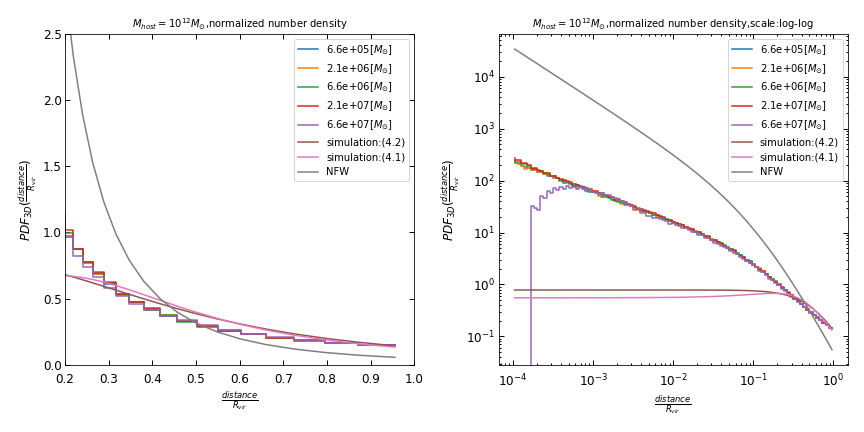 M_host = 10^12 M_⊙,normalized number density
2.5
2.0
1.5
1.0
0.5
0.0
0.2 0.3 0.4 0.5 0.6 0.7 0.8 0.9 1.0
PDF_3D(distance/R_vir)
distance/R_vir
6.6e+05[M_⊙]
2.1e+06[M_⊙]
6.6e+06[M_⊙]
2.1e+07[M_⊙]
6.6e+07[M_⊙]
simulation:(4.2)
simulation:(4.1)
NFW
M_host = 10^12 M_⊙,normalized number density,scale:log-log
10^4
10^3
10^2
10^1
10^0
10^−1
10^−4 10^−3 10^−2 10^−1 10^0
PDF_3D(distance/R_vir)
distance/R_vir
6.6e+05[M_⊙]
2.1e+06[M_⊙]
6.6e+06[M_⊙]
2.1e+07[M_⊙]
6.6e+07[M_⊙]
simulation:(4.2)
simulation:(4.1)
NFW